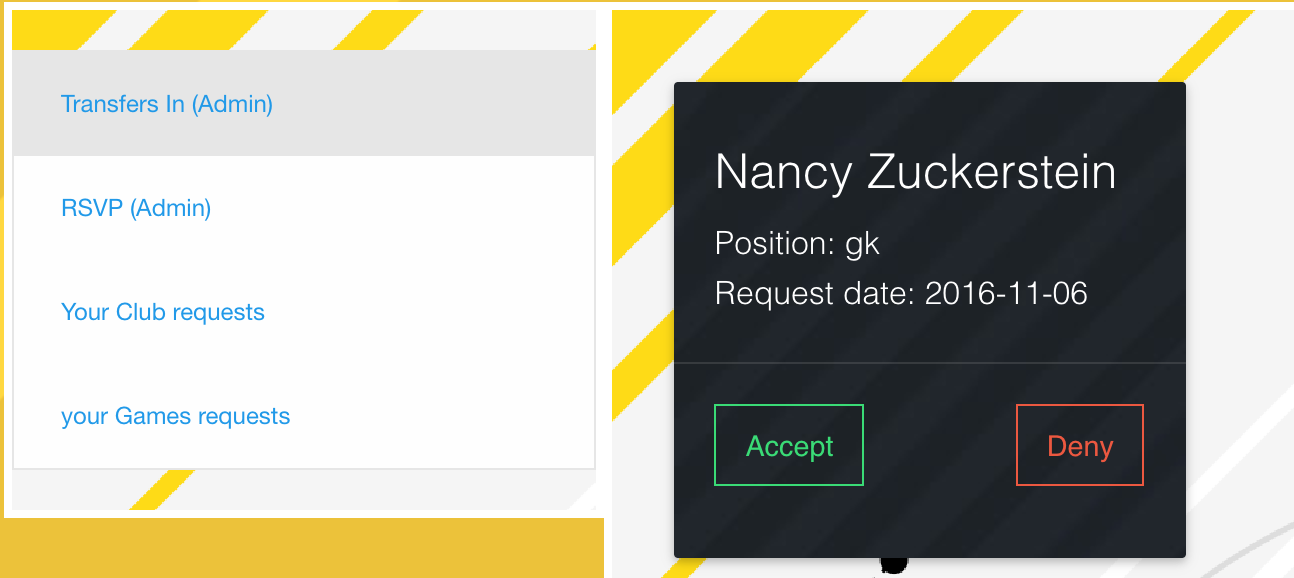 Transfers In (Admin)
RSVP (Admin)
Your Club requests
your Games requests
Nancy Zuckerstein
Position: gk
Request date: 2016-11-06
Accept
Deny